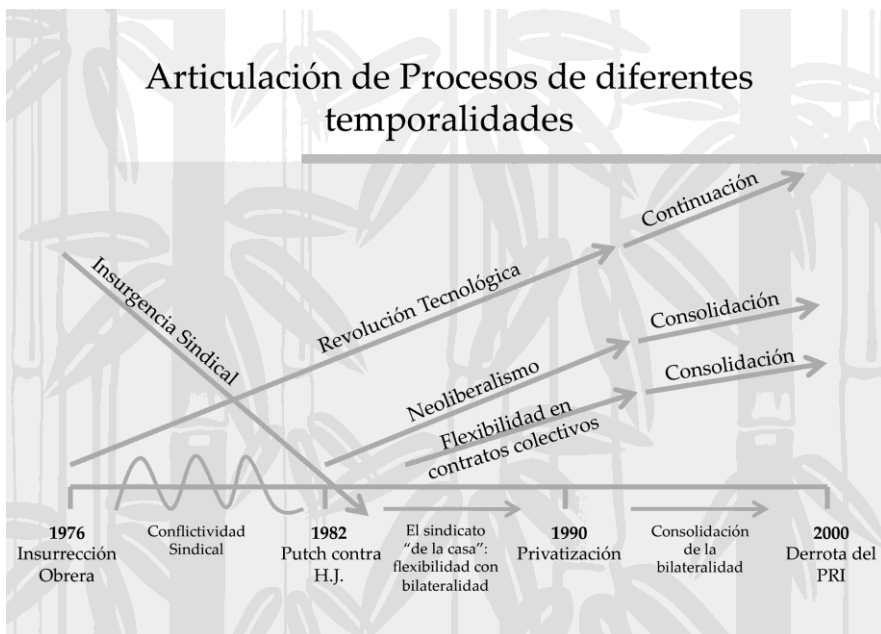 Articulación de Procesos de diferentes
temporalidades
Continuación
Insurgencia Sindical
Revolución Tecnológica
Consolidación
Neoliberalismo
Consolidación
Flexibilidad en
contratos colectivos
1976
Insurrección
Obrera
Conflictividad
Sindical
1982
Putch contra
H.J.
El sindicato
“de la casa”:
flexibilidad con
bilateralidad
1990
Privatización
Consolidación
de la
bilateralidad
2000
Derrota del
PRI